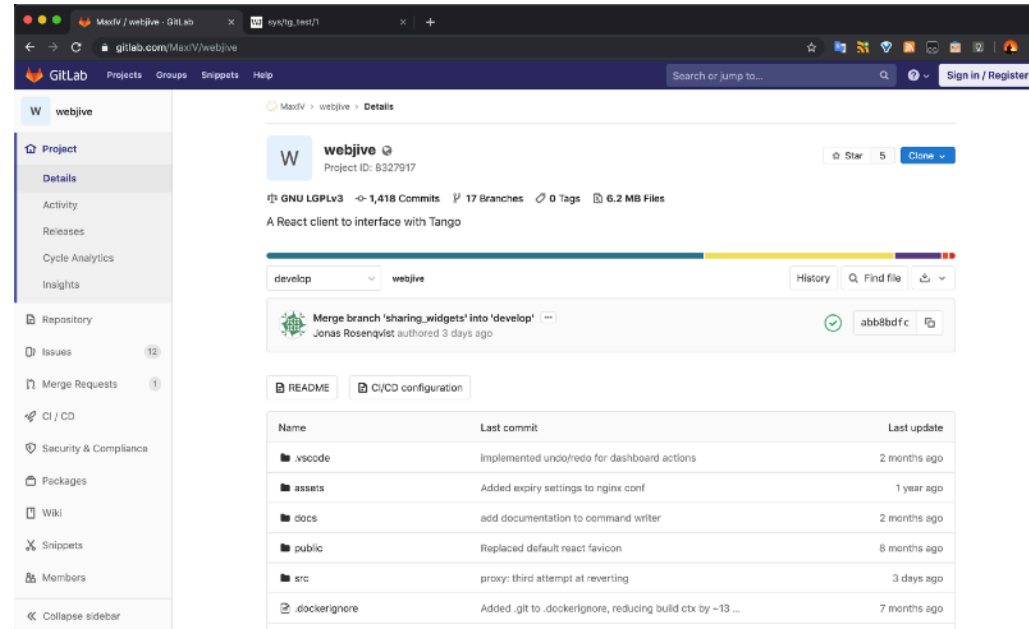 MaxIV / webjive · GitLab
sys/tg_test/1
gitlab.com/MaxIV/webjive
GitLab Projects Groups Snippets Help Search or jump to... Sign in / Register
W webjive
Project
Details
Activity
Releases
Cycle Analytics
Insights
Repository
Issues 12
Merge Requests 1
CI / CD
Security & Compliance
Packages
Wiki
Snippets
Members
Collapse sidebar
MaxIV > webjive > Details
W
webjive
Project ID: 8327917
Star 5 Clone
GNU LGPLv3 1,418 Commits 17 Branches 0 Tags 6.2 MB Files
A React client to interface with Tango
develop webjive History Find file
Merge branch 'sharing_widgets' into 'develop'
Jonas Rosenqvist authored 3 days ago
abb8bdfc
README CI/CD configuration
Name Last commit Last update
.vscode implemented undo/redo for dashboard actions 2 months ago
assets Added expiry settings to nginx conf 1 year ago
docs add documentation to command writer 2 months ago
public Replaced default react favicon 8 months ago
src proxy: third attempt at reverting 3 days ago
.dockerignore Added .git to .dockerignore, reducing build ctx by ~13 ... 7 months ago